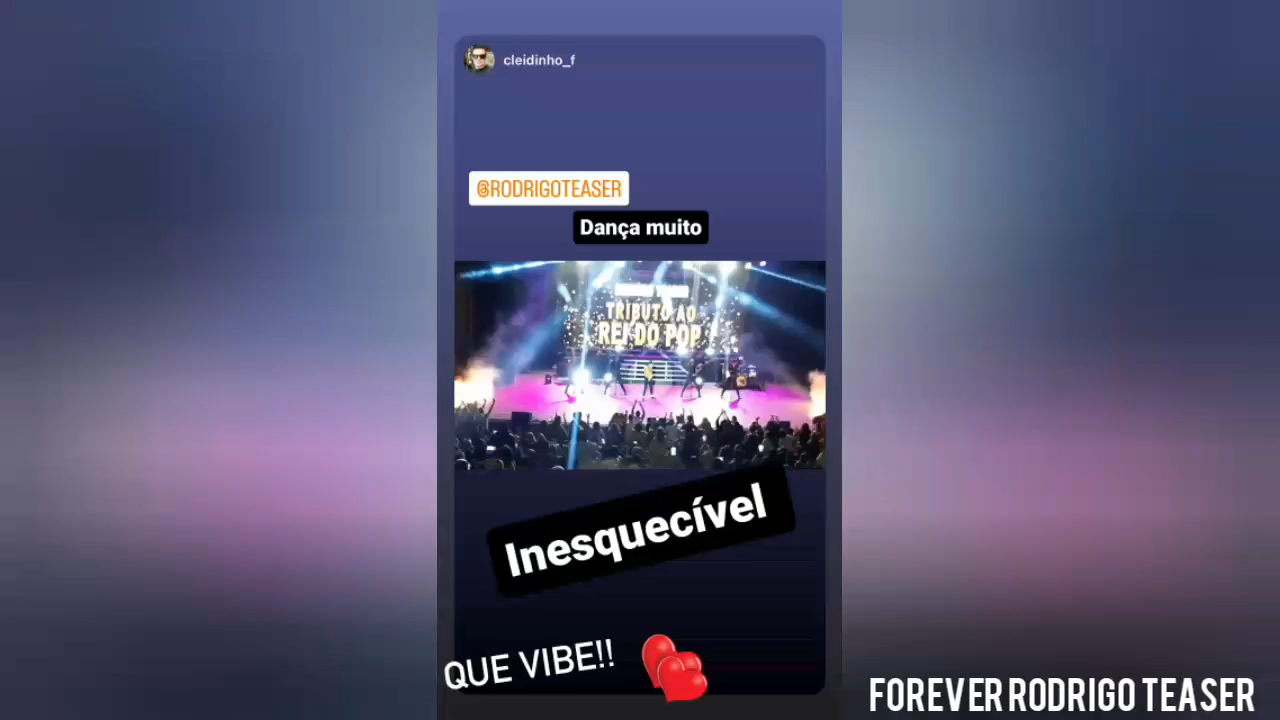 cleidinho_f
@RODRIGOTEASER
Dança muito
TRIBUTO AO
REI DO POP
Inesquecível
QUE VIBE!!
FOREVER RODRIGO TEASER